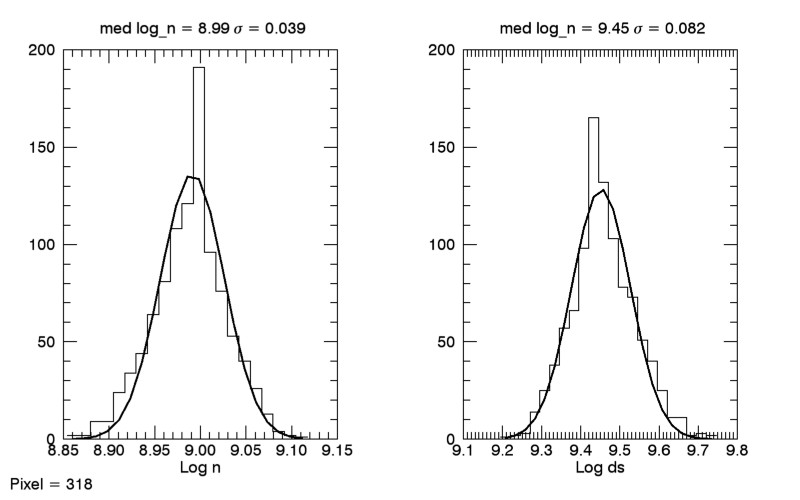 med log_n = 8.99 σ = 0.039
200
150
100
50
0
8.85 8.90 8.95 9.00 9.05 9.10 9.15
Log n
med log_n = 9.45 σ = 0.082
200
150
100
50
0
9.1 9.2 9.3 9.4 9.5 9.6 9.7 9.8
Log ds
Pixel = 318